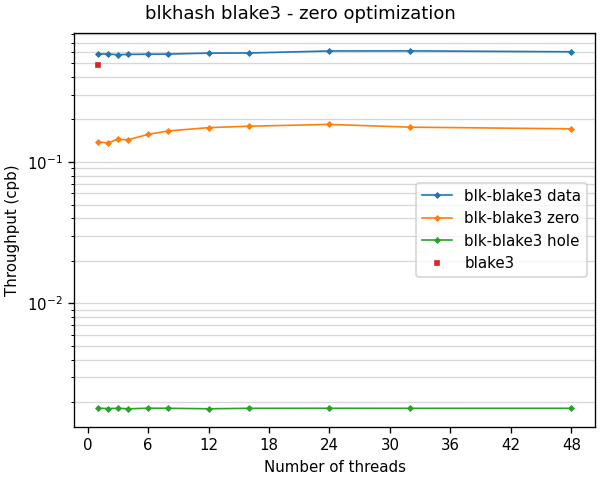 blkhash blake3 - zero optimization
Throughput (cpb)
10⁻¹
10⁻²
blk-blake3 data
blk-blake3 zero
blk-blake3 hole
blake3
0 6 12 18 24 30 36 42 48
Number of threads